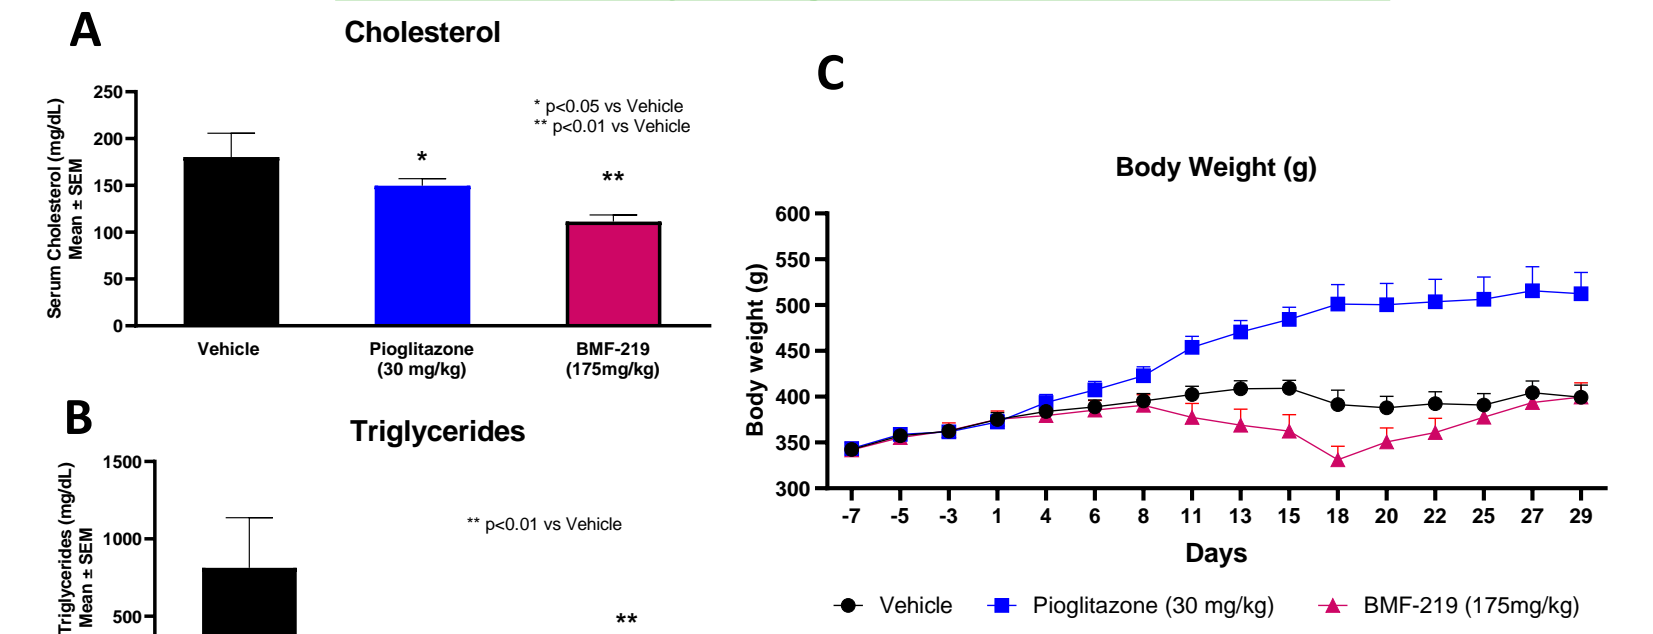 A
Cholesterol
250
200
150
100
50
0
Serum Cholesterol (mg/dL)
Mean ± SEM
* p<0.05 vs Vehicle
** p<0.01 vs Vehicle
*
**
Vehicle
Pioglitazone
(30 mg/kg)
BMF-219
(175mg/kg)
B
Triglycerides
1500
1000
500
Triglycerides (mg/dL)
Mean ± SEM
** p<0.01 vs Vehicle
**
C
Body Weight (g)
600
550
500
450
400
350
300
Body weight (g)
-7 -5 -3 1 4 6 8 11 13 15 18 20 22 25 27 29
Days
Vehicle Pioglitazone (30 mg/kg) BMF-219 (175mg/kg)